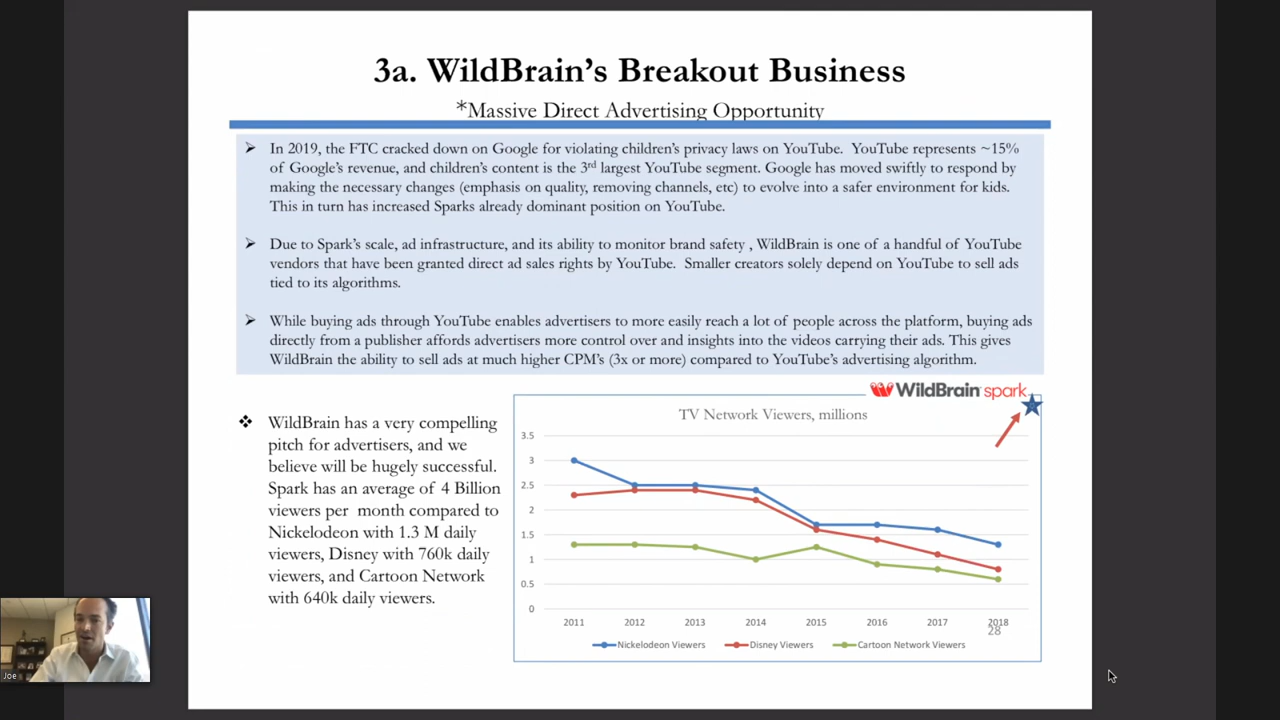 3a. WildBrain's Breakout Business
*Massive Direct Advertising Opportunity
➢ In 2019, the FTC cracked down on Google for violating children's privacy laws on YouTube. YouTube represents ~15%
of Google's revenue, and children's content is the 3rd largest YouTube segment. Google has moved swiftly to respond by
making the necessary changes (emphasis on quality, removing channels, etc) to evolve into a safer environment for kids.
This in turn has increased Sparks already dominant position on YouTube.
➢ Due to Spark's scale, ad infrastructure, and its ability to monitor brand safety , WildBrain is one of a handful of YouTube
vendors that have been granted direct ad sales rights by YouTube. Smaller creators solely depend on YouTube to sell ads
tied to its algorithms.
➢ While buying ads through YouTube enables advertisers to more easily reach a lot of people across the platform, buying ads
directly from a publisher affords advertisers more control over and insights into the videos carrying their ads. This gives
WildBrain the ability to sell ads at much higher CPM's (3x or more) compared to YouTube's advertising algorithm.
❖ WildBrain has a very compelling
pitch for advertisers, and we
believe will be hugely successful.
Spark has an average of 4 Billion
viewers per month compared to
Nickelodeon with 1.3 M daily
viewers, Disney with 760k daily
viewers, and Cartoon Network
with 640k daily viewers.
WildBrain spark
TV Network Viewers, millions
3.5
3
2.5
2
1.5
1
0.5
0
2011 2012 2013 2014 2015 2016 2017 2018
28
Nickelodeon Viewers Disney Viewers Cartoon Network Viewers
Joe